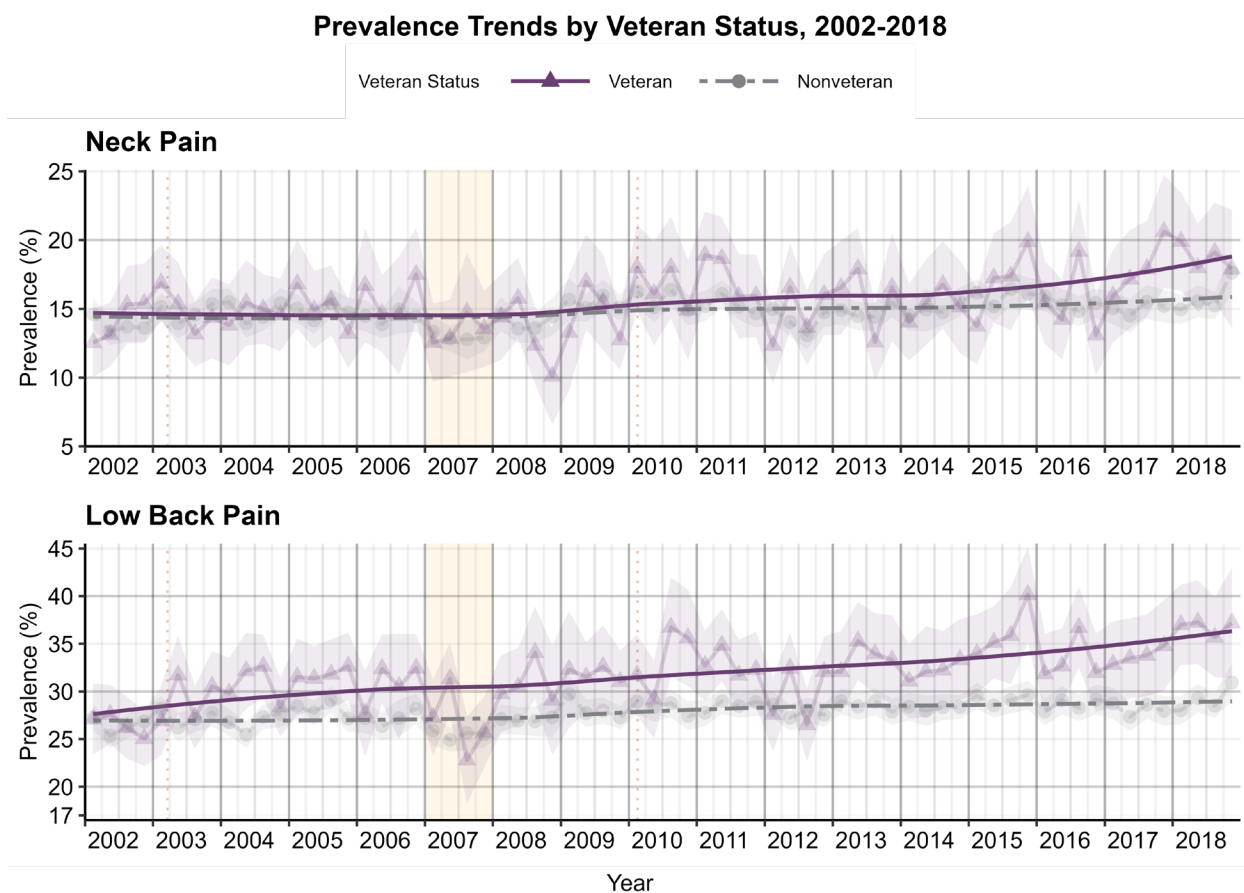 Prevalence Trends by Veteran Status, 2002-2018
Veteran Status Veteran Nonveteran
Neck Pain
Prevalence (%)
25
20
15
10
5
2002 2003 2004 2005 2006 2007 2008 2009 2010 2011 2012 2013 2014 2015 2016 2017 2018
Low Back Pain
Prevalence (%)
45
40
35
30
25
20
17
2002 2003 2004 2005 2006 2007 2008 2009 2010 2011 2012 2013 2014 2015 2016 2017 2018
Year